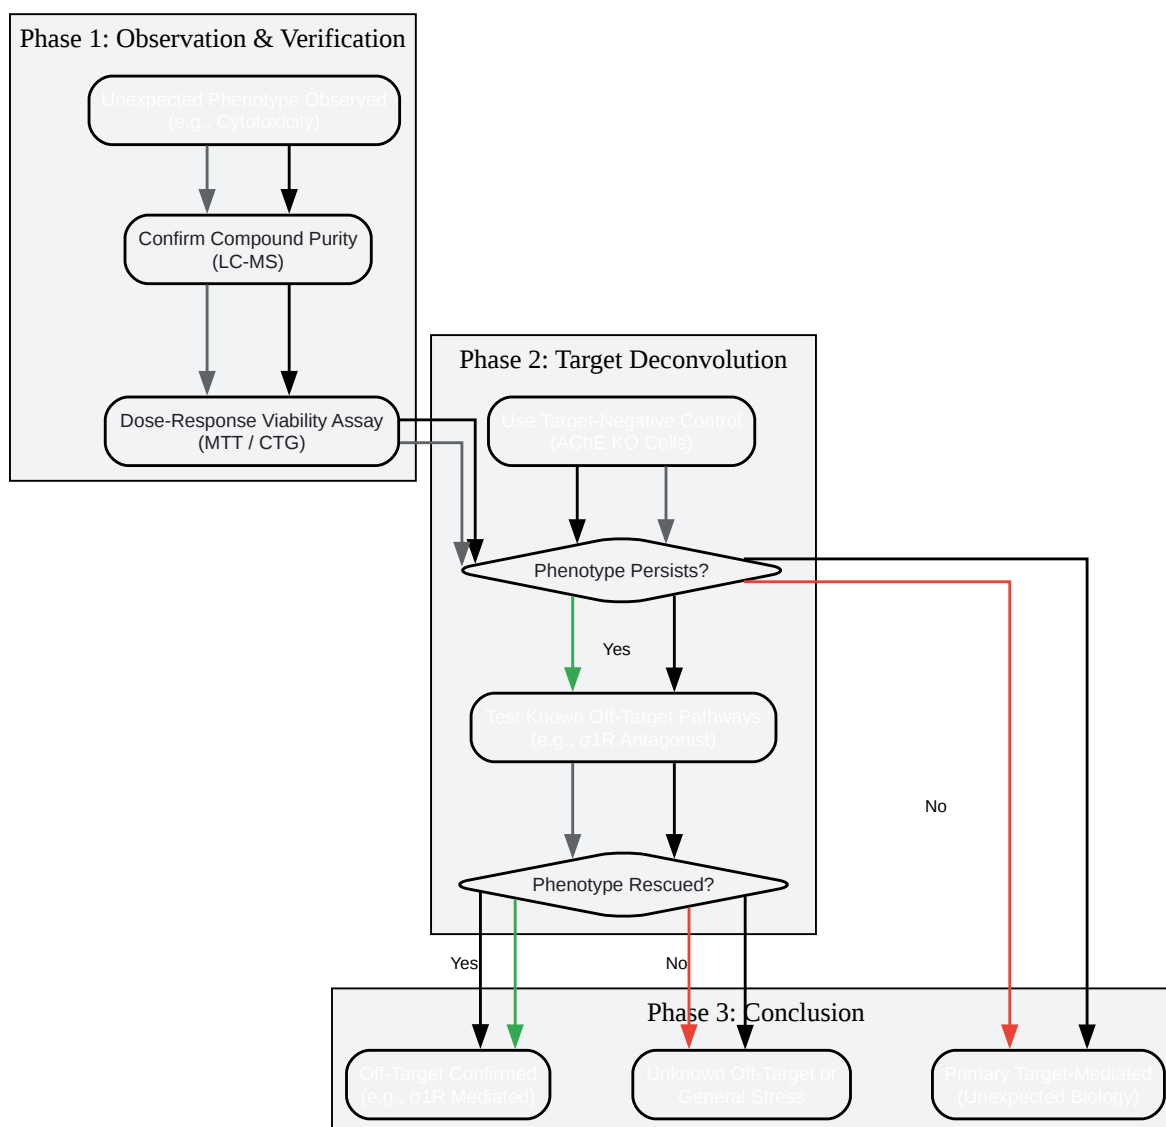 Phase 1: Observation & Verification
Unexpected Phenotype Observed
(e.g., Cytotoxicity)
Confirm Compound Purity
(LC-MS)
Dose-Response Viability Assay
(MTT / CTG)
Phase 2: Target Deconvolution
Use Target-Negative Control
(AChE KO Cells)
Phenotype Persists?
Yes
Test Known Off-Target Pathways
(e.g., σ1R Antagonist)
No
Phenotype Rescued?
Yes
No
Phase 3: Conclusion
Off-Target Confirmed
(e.g., σ1R Mediated)
Unknown Off-Target or
General Stress
Primary Target-Mediated
(Unexpected Biology)